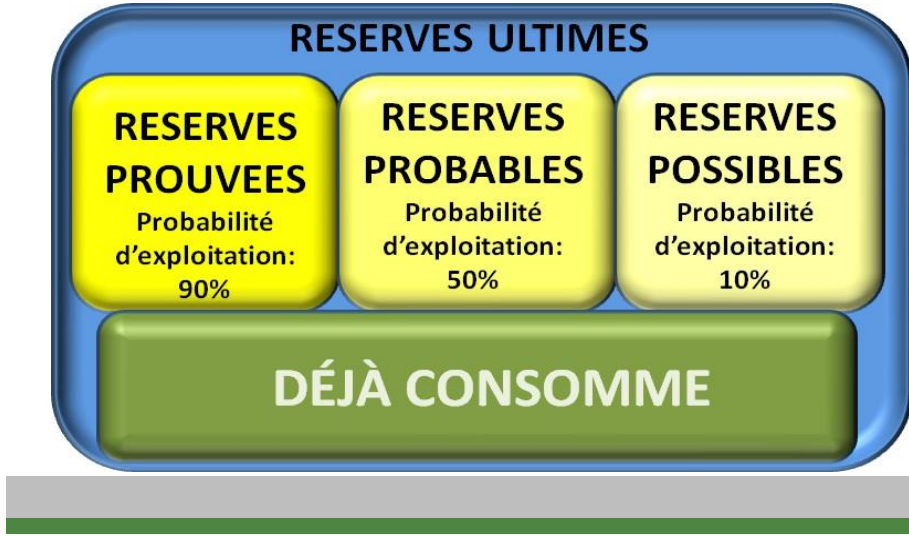 RESERVES ULTIMES
RESERVES
PROUVEES
Probabilité
d'exploitation:
90%
RESERVES
PROBABLES
Probabilité
d'exploitation:
50%
RESERVES
POSSIBLES
Probabilité
d'exploitation:
10%
DÉJÀ CONSOMME